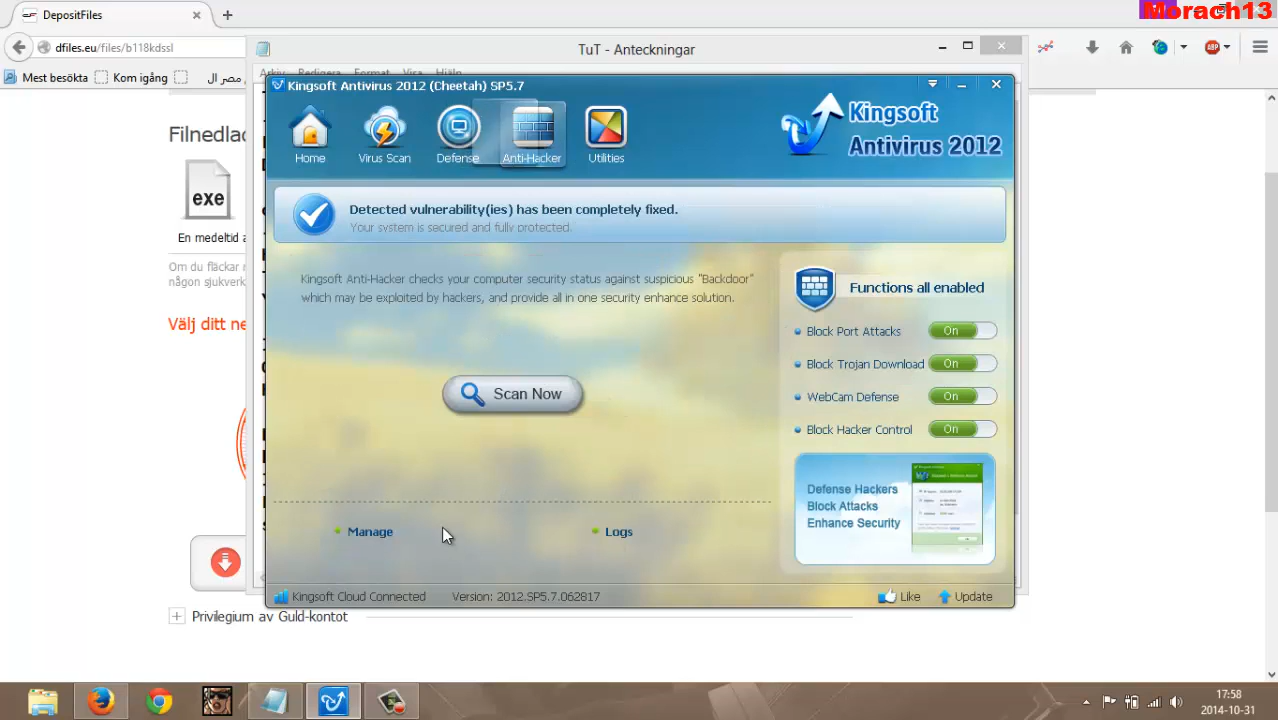 DepositFiles
Morach13
dfiles.eu/files/b118kdssl
TuT - Anteckningar
Mest besökta
Kom igång
مصر ال
Arkiv Redigera Format Visa Hjälp
Kingsoft Antivirus 2012 (Cheetah) SP5.7
Home
Virus Scan
Defense
Anti-Hacker
Utilities
Kingsoft
Antivirus 2012
Filnedlad
exe
En medeltid a
Om du fläckar
någon sjukverk
Välj ditt ne
Detected vulnerability(ies) has been completely fixed.
Your system is secured and fully protected.
Kingsoft Anti-Hacker checks your computer security status against suspicious "Backdoor"
which may be exploited by hackers, and provide all in one security enhance solution.
Scan Now
Functions all enabled
Block Port Attacks On
Block Trojan Download On
WebCam Defense On
Block Hacker Control On
Defense Hackers
Block Attacks
Enhance Security
Manage
Logs
Kingsoft Cloud Connected
Version: 2012.SP5.7.062817
Like
Update
Privilegium av Guld-kontot
17:58
2014-10-31